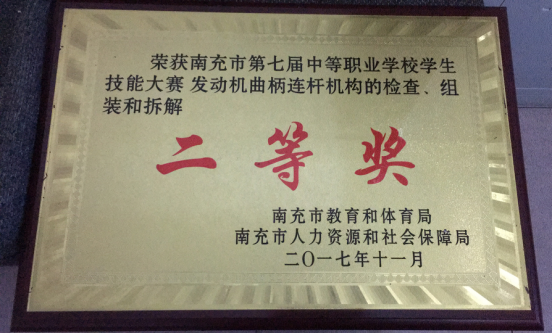 荣获南充市第七届中等职业学校学生
技能大赛 发动机曲柄连杆机构的检查、组
装和拆解
二等奖
南充市教育和体育局
南充市人力资源和社会保障局
二〇一七年十一月